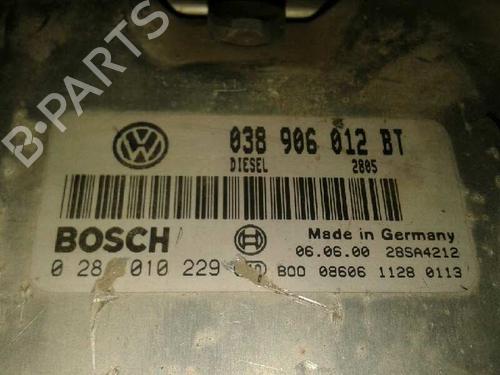 B-PARTS
038 906 012 BT
DIESEL 2805
BOSCH
Made in Germany
06.06.00 28SA4212
010 229
B00 08606 1128 0113